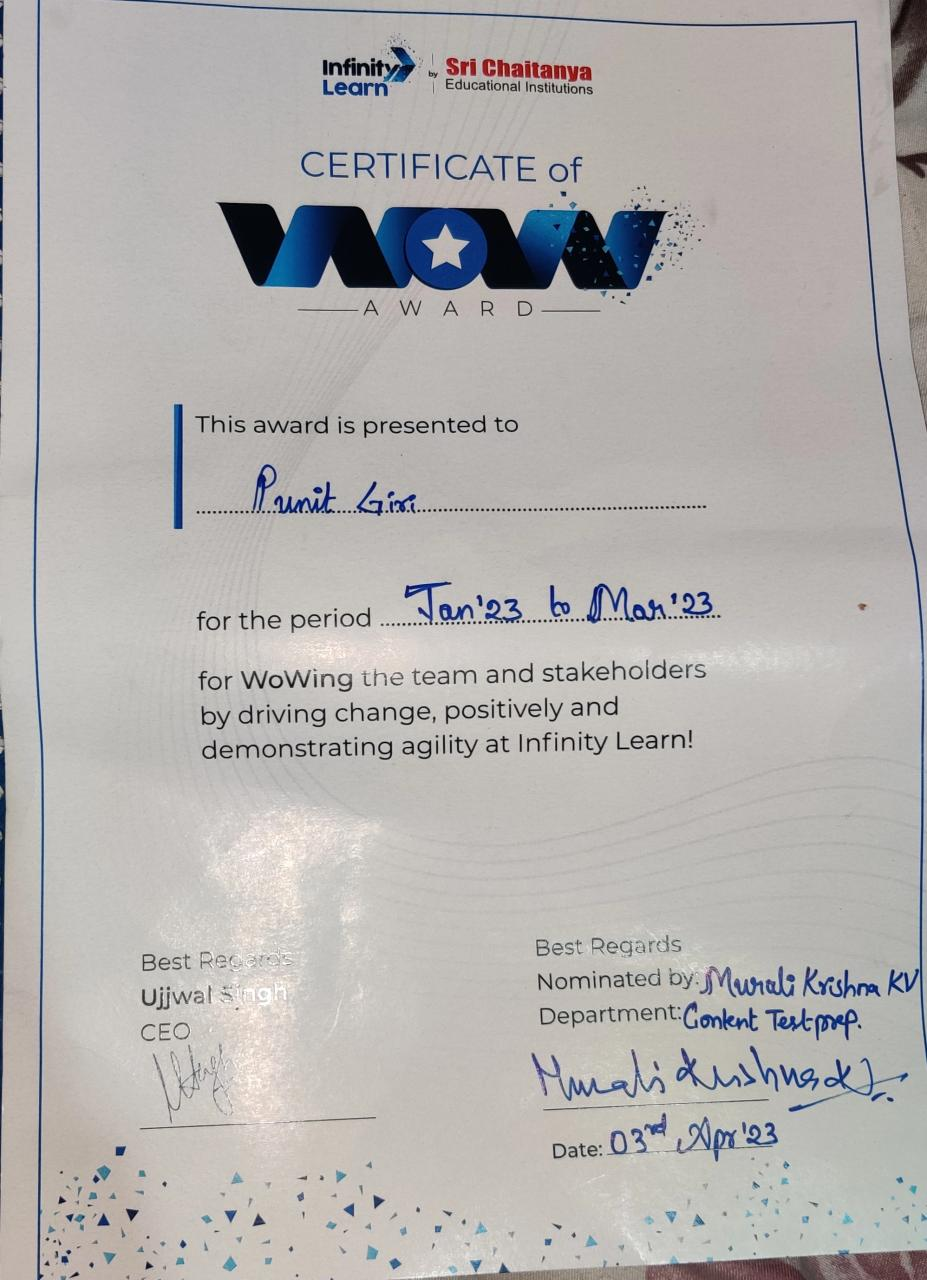 Infinity Learn by Sri Chaitanya Educational Institutions
CERTIFICATE of
WOW
AWARD
This award is presented to
Punit Giri
for the period Jan'23 to Mar'23
for WoWing the team and stakeholders
by driving change, positively and
demonstrating agility at Infinity Learn!
Best Regards
Ujjwal Singh
CEO
Best Regards
Nominated by: Murali Krishna KV
Department: Content Testprep.
Murali Krishna KV
Date: 03rd Apr'23